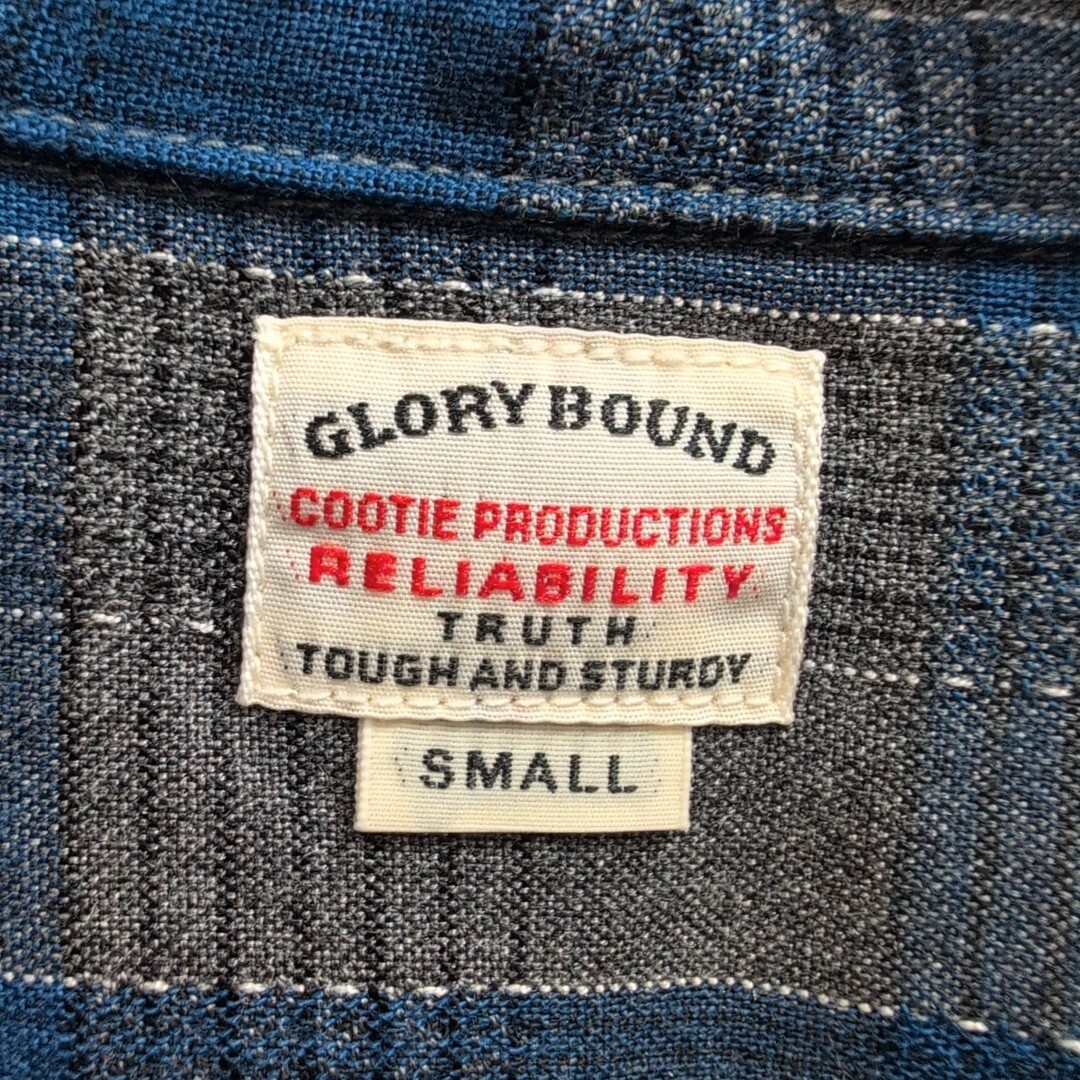 GLORY BOUND
COOTIE PRODUCTIONS
RELIABILITY
TRUTH
TOUGH AND STURDY
SMALL